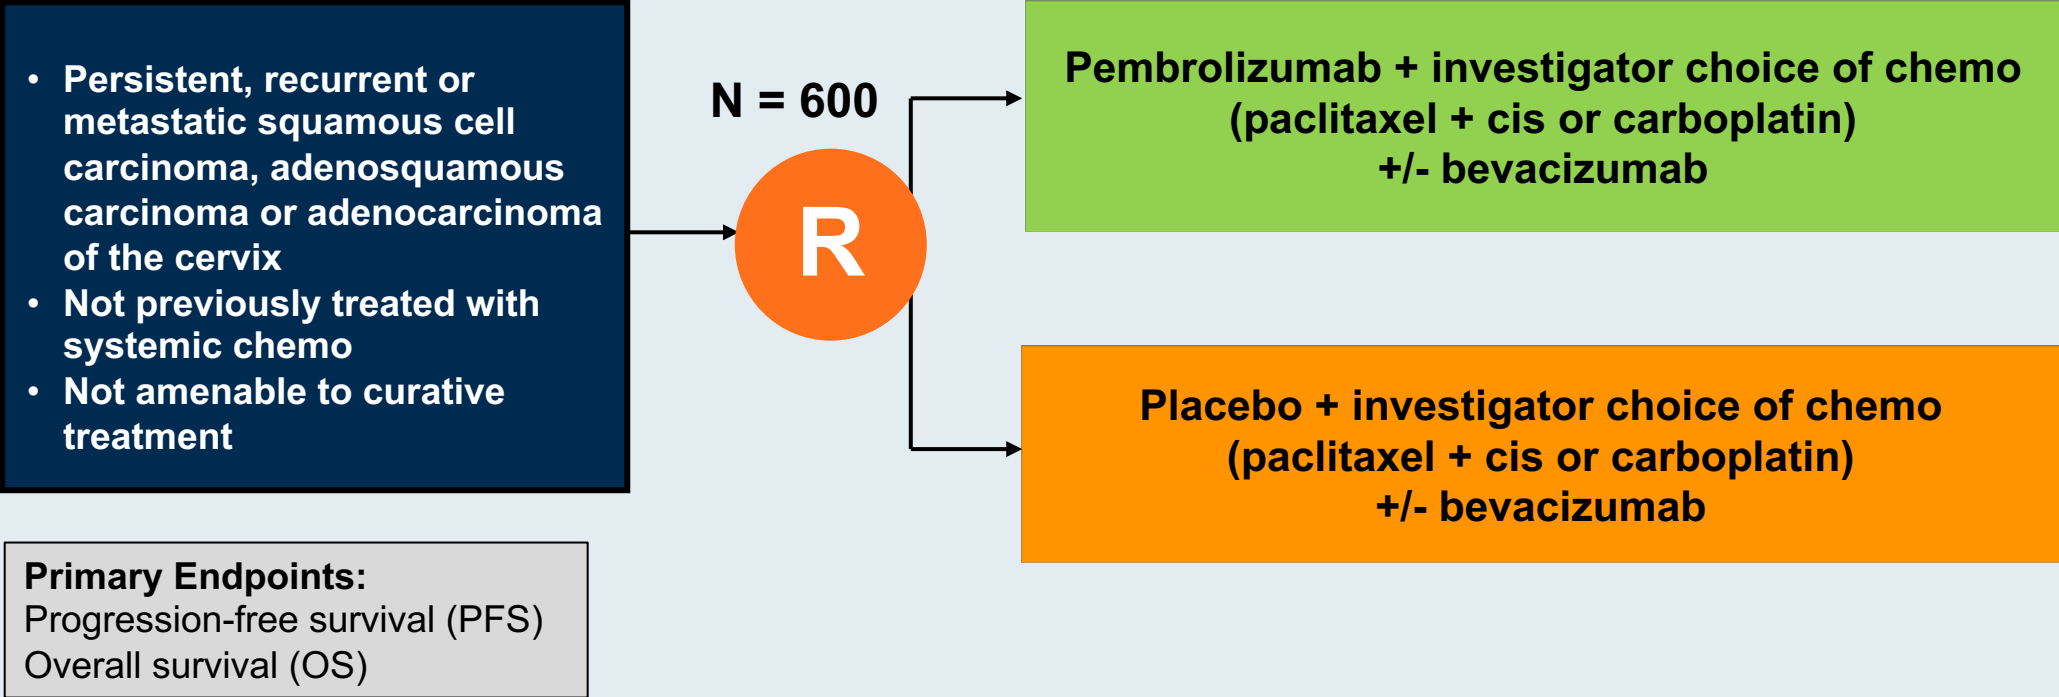 • Persistent, recurrent or
metastatic squamous cell
carcinoma, adenosquamous
carcinoma or adenocarcinoma
of the cervix
• Not previously treated with
systemic chemo
• Not amenable to curative
treatment
N = 600
R
Pembrolizumab + investigator choice of chemo
(paclitaxel + cis or carboplatin)
+/- bevacizumab
Placebo + investigator choice of chemo
(paclitaxel + cis or carboplatin)
+/- bevacizumab
Primary Endpoints:
Progression-free survival (PFS)
Overall survival (OS)